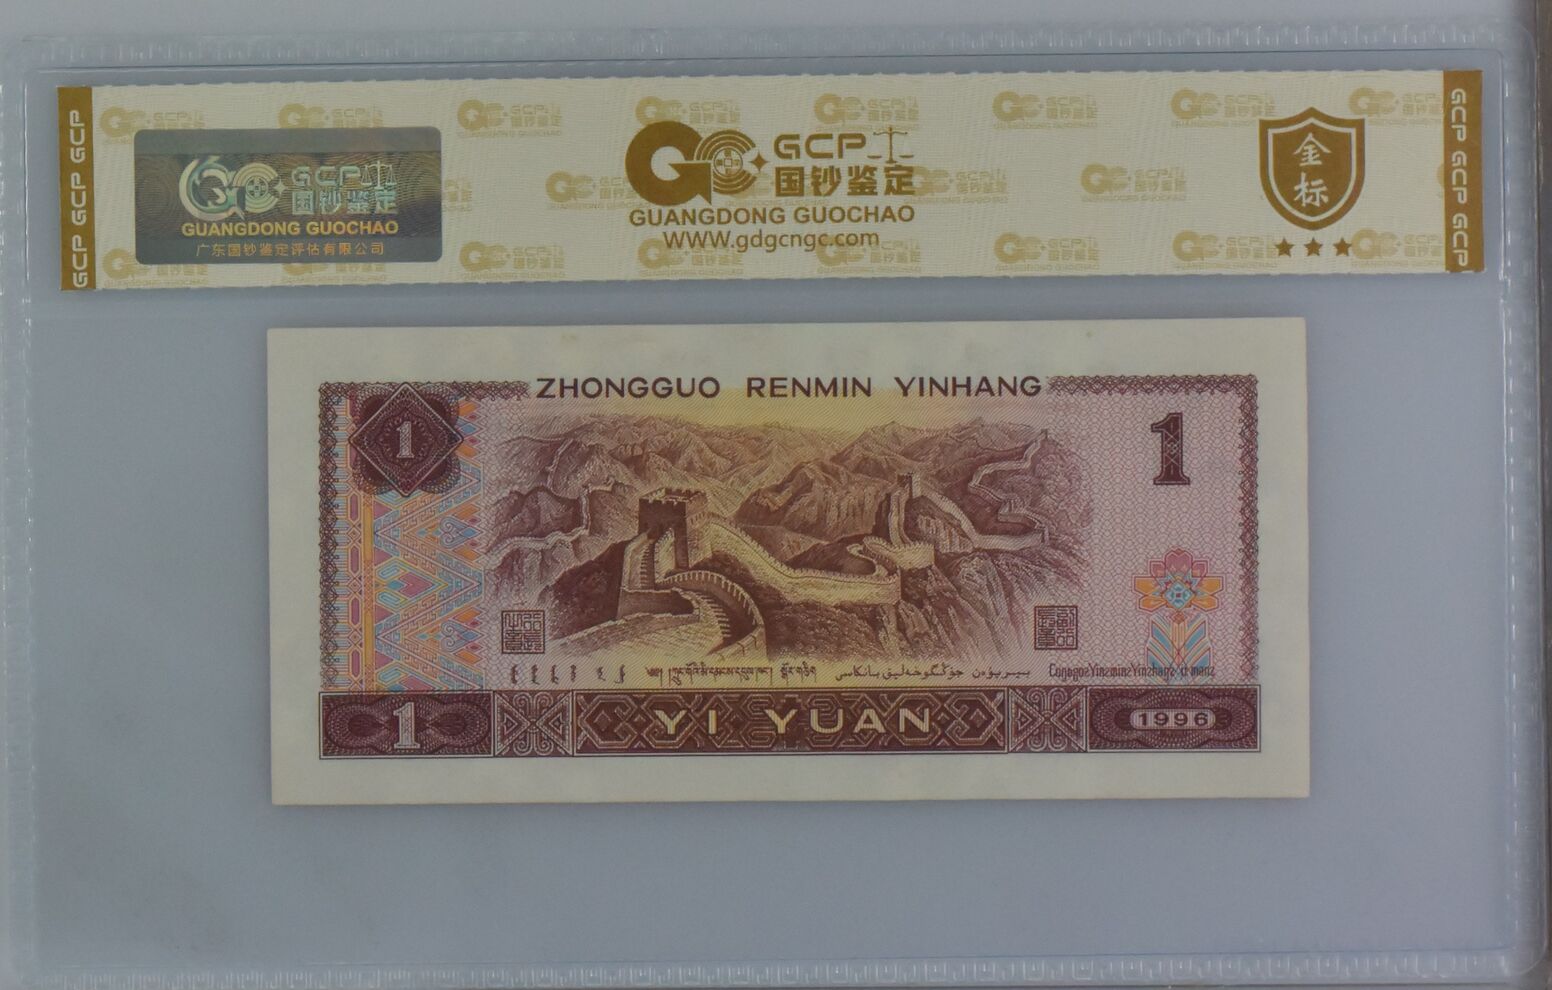 GCP GCP GCP
GCP 国钞鉴定
GUANGDONG GUOCHAO
广东国钞鉴定评估有限公司
GCP 国钞鉴定
GUANGDONG GUOCHAO
WWW.gdgcngc.com
金标
GCP GCP GCP
ZHONGGUO RENMIN YINHANG
1
1
1
YI YUAN
1996